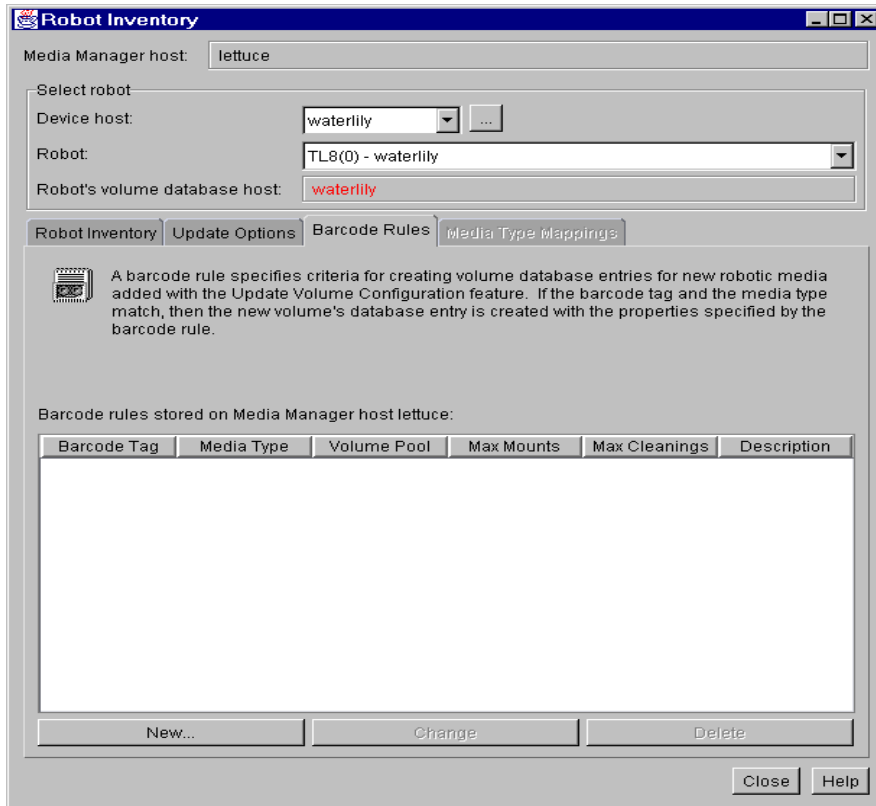 Robot Inventory
Media Manager host: lettuce
Select robot
Device host: waterlily ...
Robot: TL8(0) - waterlily
Robot's volume database host: waterlily
Robot Inventory Update Options Barcode Rules Media Type Mappings
A barcode rule specifies criteria for creating volume database entries for new robotic media
added with the Update Volume Configuration feature. If the barcode tag and the media type
match, then the new volume's database entry is created with the properties specified by the
barcode rule.
Barcode rules stored on Media Manager host lettuce:
Barcode Tag Media Type Volume Pool Max Mounts Max Cleanings Description
New... Change Delete
Close Help